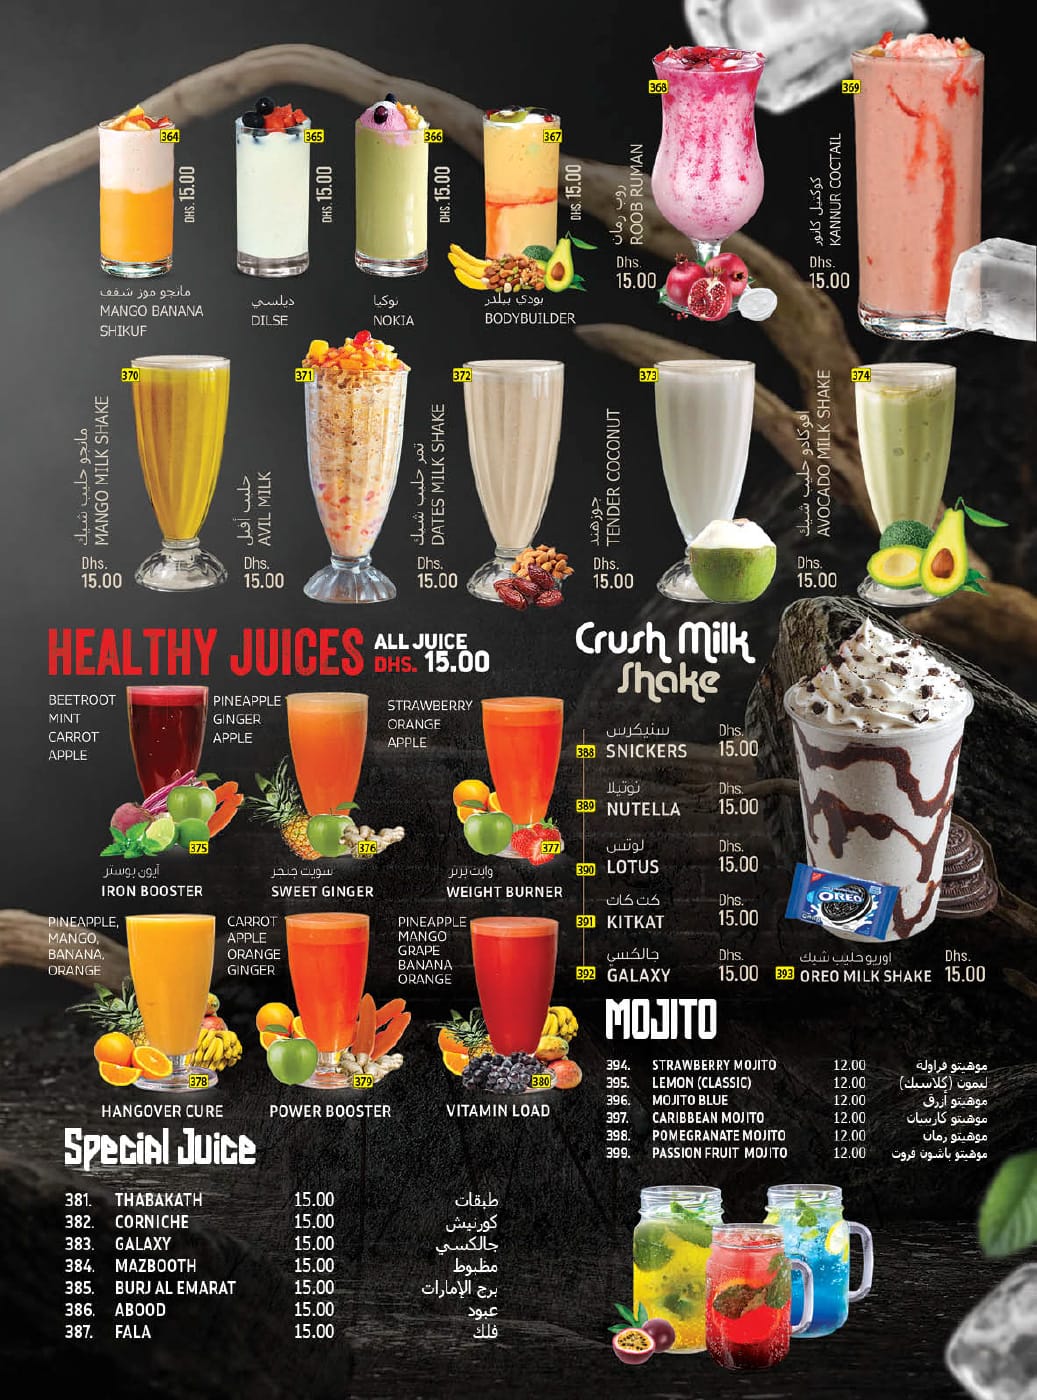 364
DHS. 15.00
مانجو موز شقف
MANGO BANANA
SHIKUF
365
DHS. 15.00
ديلسي
DILSE
366
DHS. 15.00
نوكيا
NOKIA
367
DHS. 15.00
بودي بيلدر
BODYBUILDER
368
روب رمان
ROOB RUMAN
Dhs.
15.00
369
كوكتيل كانور
KANNUR COCTAIL
Dhs.
15.00
370
مانجو حليب شيك
MANGO MILK SHAKE
Dhs.
15.00
371
حليب أفيل
AVIL MILK
Dhs.
15.00
372
تمر حليب شيك
DATES MILK SHAKE
Dhs.
15.00
373
جوزهند
TENDER COCONUT
Dhs.
15.00
374
افوكادو حليب شيك
AVOCADO MILK SHAKE
Dhs.
15.00
HEALTHY JUICES
ALL JUICE
DHS. 15.00
BEETROOT
MINT
CARROT
APPLE
375
آيون بوستر
IRON BOOSTER
PINEAPPLE
GINGER
APPLE
376
سويت جنجر
SWEET GINGER
STRAWBERRY
ORANGE
APPLE
377
وايت برنر
WEIGHT BURNER
PINEAPPLE,
MANGO,
BANANA,
ORANGE
378
HANGOVER CURE
CARROT
APPLE
ORANGE
GINGER
379
POWER BOOSTER
PINEAPPLE
MANGO
GRAPE
BANANA
ORANGE
380
VITAMIN LOAD
Special Juice
381. THABAKATH 15.00 طبقات
382. CORNICHE 15.00 كورنيش
383. GALAXY 15.00 جالكسي
384. MAZBOOTH 15.00 مظبوط
385. BURJ AL EMARAT 15.00 برج الإمارات
386. ABOOD 15.00 عبود
387. FALA 15.00 فلك
Crush Milk
Shake
سنيكرس Dhs.
388 SNICKERS 15.00
نوتيلا Dhs.
389 NUTELLA 15.00
لوتس Dhs.
390 LOTUS 15.00
كت كات Dhs.
391 KITKAT 15.00
جالكسي Dhs.
392 GALAXY 15.00
OREO
اوريو حليب شيك Dhs.
393 OREO MILK SHAKE 15.00
MOJITO
394. STRAWBERRY MOJITO 12.00 موهيتو فراولة
395. LEMON (CLASSIC) 12.00 ليمون (كلاسيك)
396. MOJITO BLUE 12.00 موهيتو أزرق
397. CARIBBEAN MOJITO 12.00 موهيتو كارسبان
398. POMEGRANATE MOJITO 12.00 موهيتو رمان
399. PASSION FRUIT MOJITO 12.00 موهيتو باشون فروت